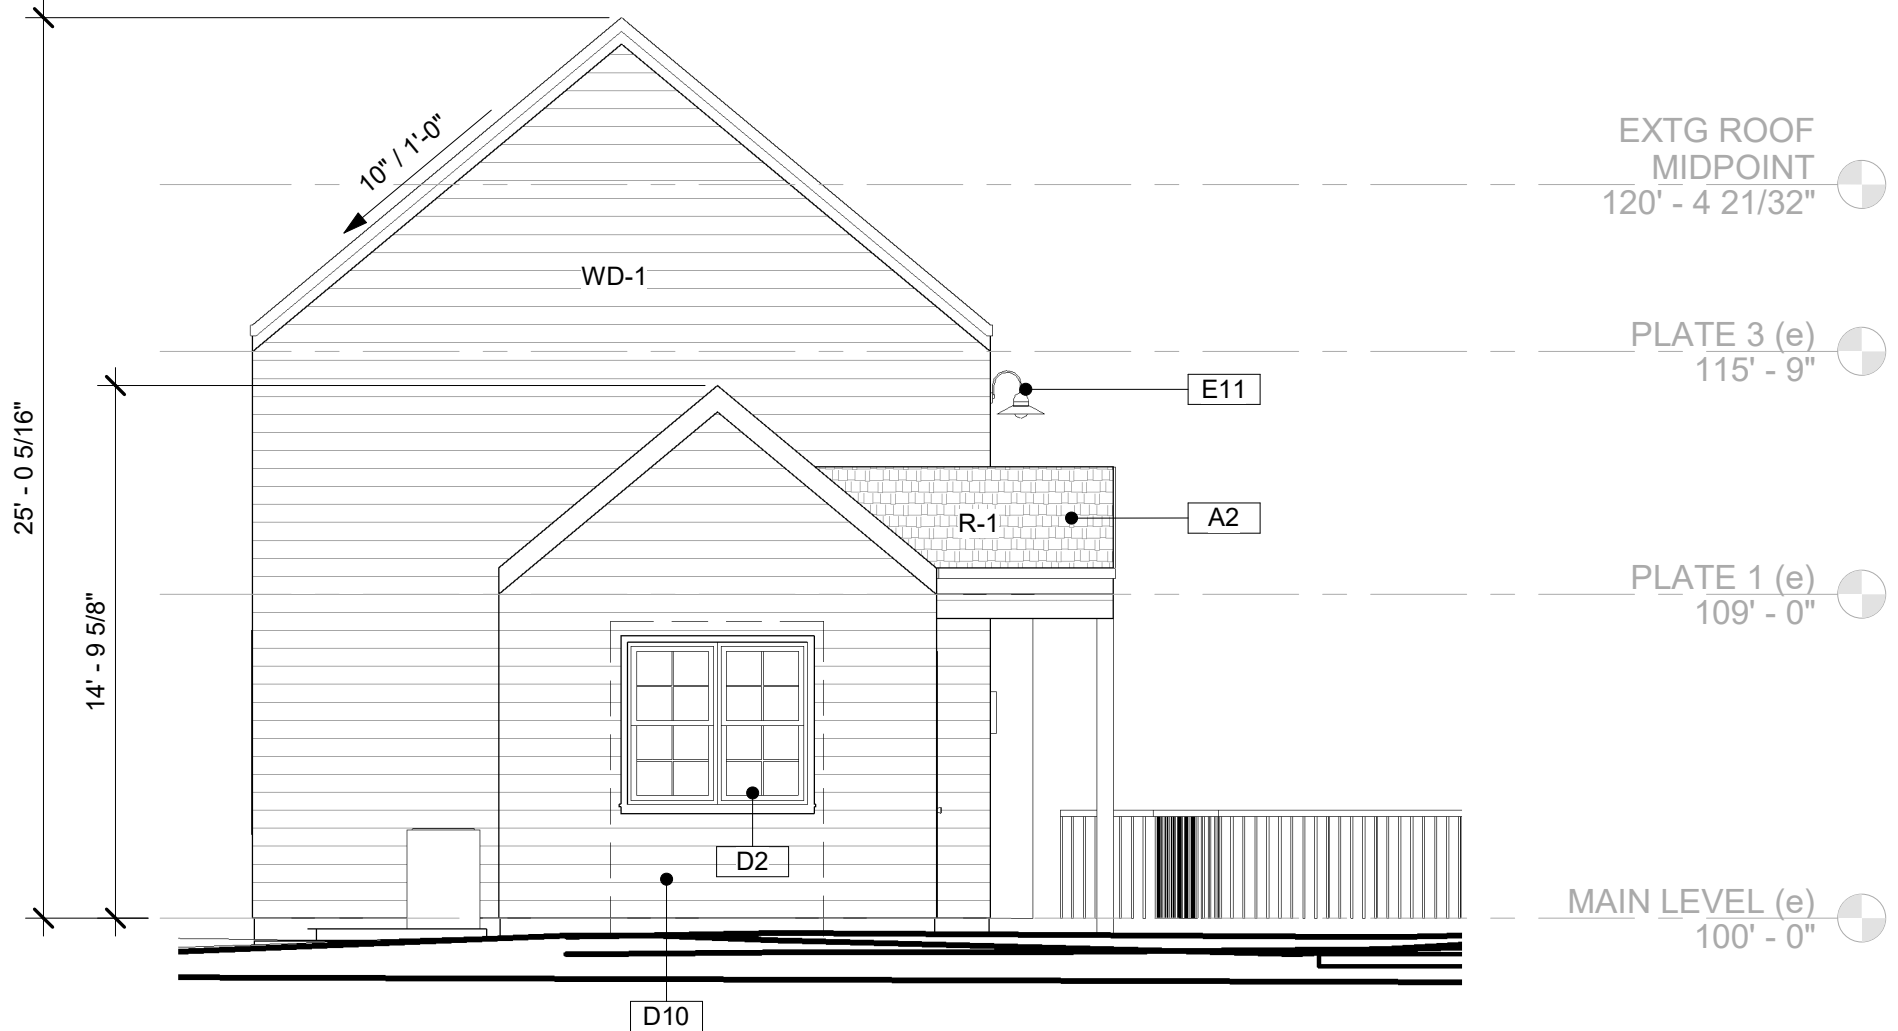 EXTG ROOF
MIDPOINT
120' - 4 21/32"
10" / 1'-0"
WD-1
PLATE 3 (e)
115' - 9"
E11
25' - 0 5/16"
R-1
A2
PLATE 1 (e)
109' - 0"
14' - 9 5/8"
D2
MAIN LEVEL (e)
100' - 0"
D10